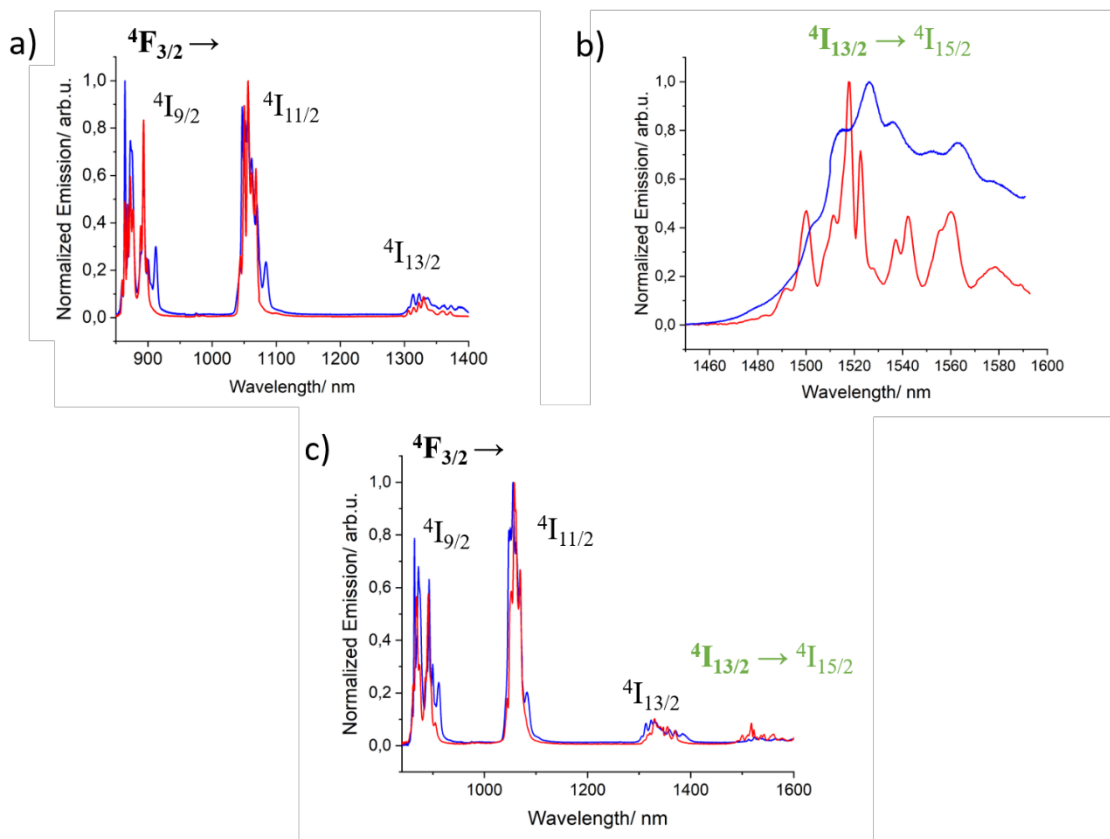 a)
⁴F₃/₂ →
1,0
0,8
0,6
0,4
0,2
0,0
Normalized Emission/ arb.u.
⁴I₉/₂
⁴I₁₁/₂
⁴I₁₃/₂
900 1000 1100 1200 1300 1400
Wavelength/ nm
b)
⁴I₁₃/₂ → ⁴I₁₅/₂
1,0
0,8
0,6
0,4
0,2
0,0
Normalized Emission/ arb.u.
1460 1480 1500 1520 1540 1560 1580 1600
Wavelength/ nm
c)
⁴F₃/₂ →
1,0
0,8
0,6
0,4
0,2
0,0
Normalized Emission/ arb.u.
⁴I₉/₂
⁴I₁₁/₂
⁴I₁₃/₂
⁴I₁₃/₂ → ⁴I₁₅/₂
1000 1200 1400 1600
Wavelength/ nm